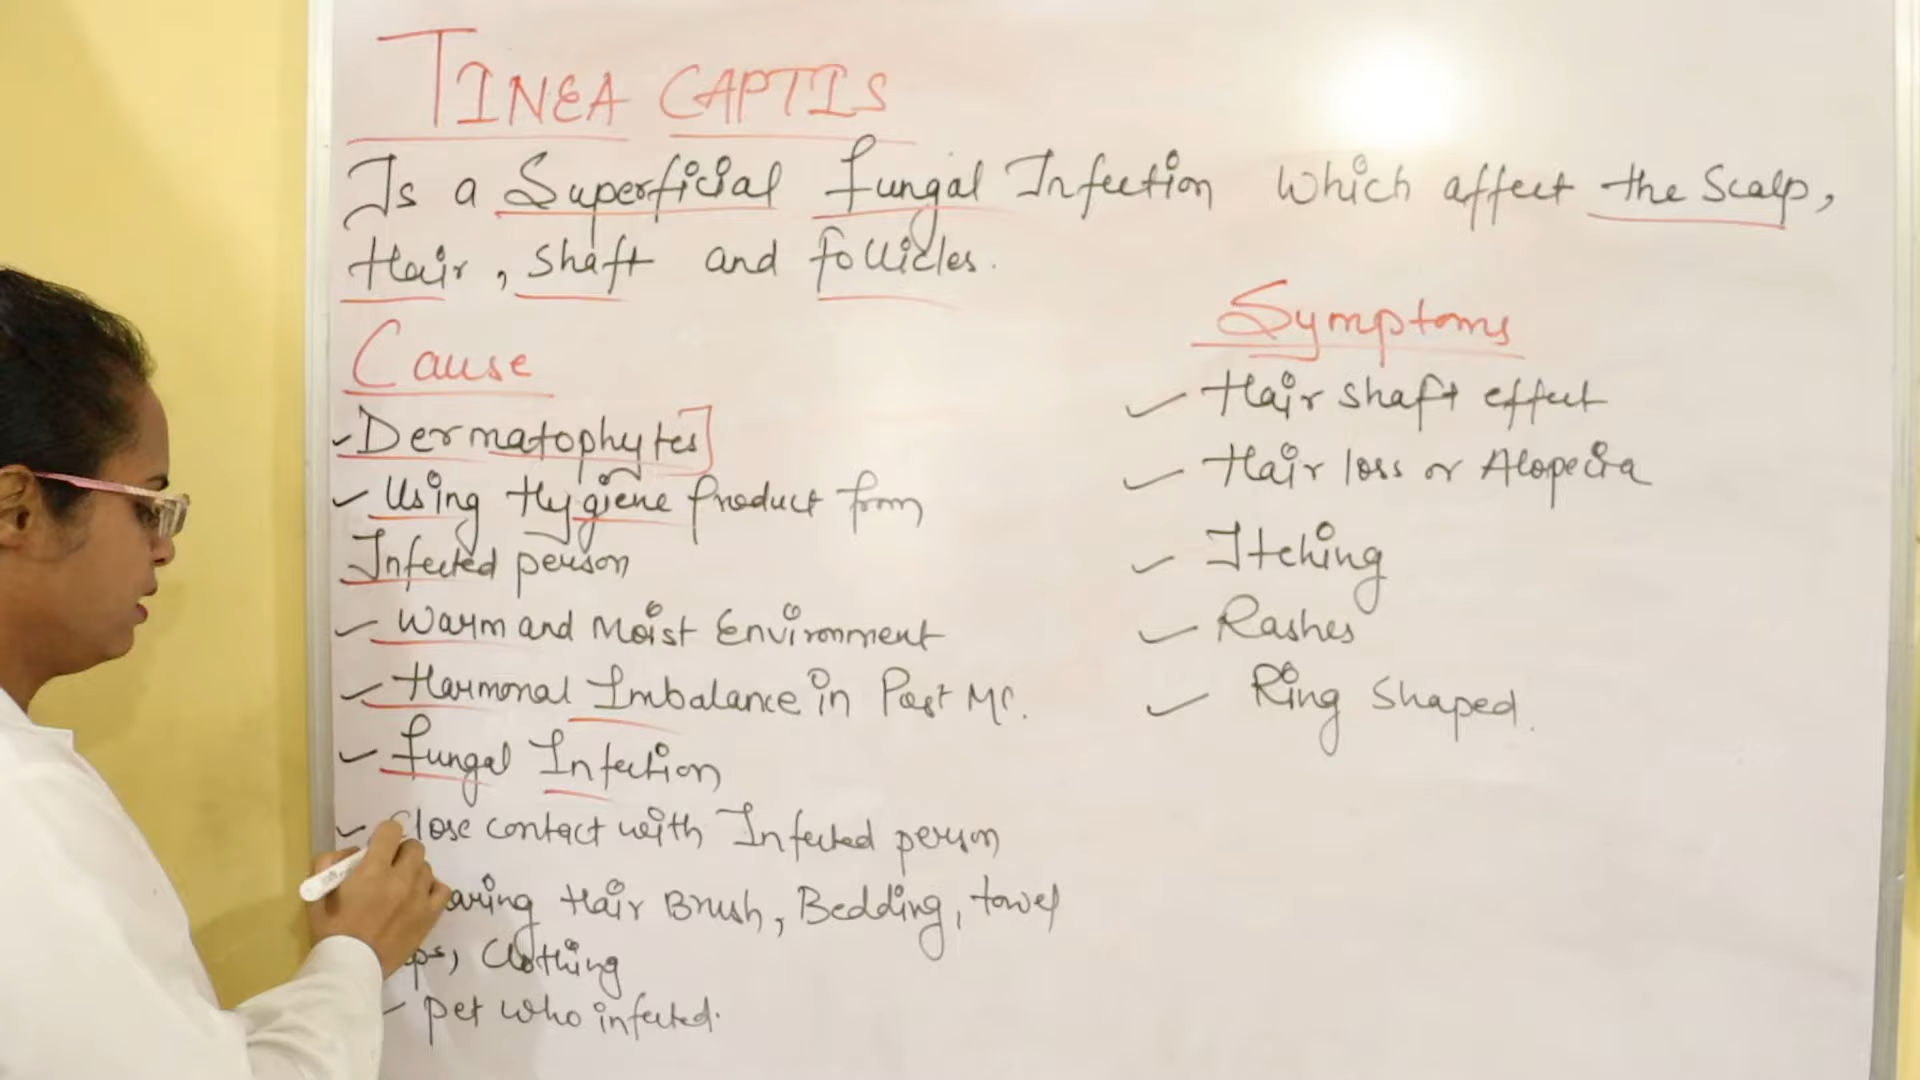 TINEA CAPTIS
Is a Superficial fungal Infection Which affect the Scalp,
Hair, Shaft and follicles.
Cause
Dermatophytes
Using Hygiene Product from
Infected person
Warm and Moist Environment
Harmonal Imbalance in Post MC.
fungal Infection
Close contact with Infected person
Hair Brush, Bedding, towel
Clothing
pet who infected.
Symptoms
Hair shaft effect
Hair loss or Alopecia
Itching
Rashes
Ring Shaped.